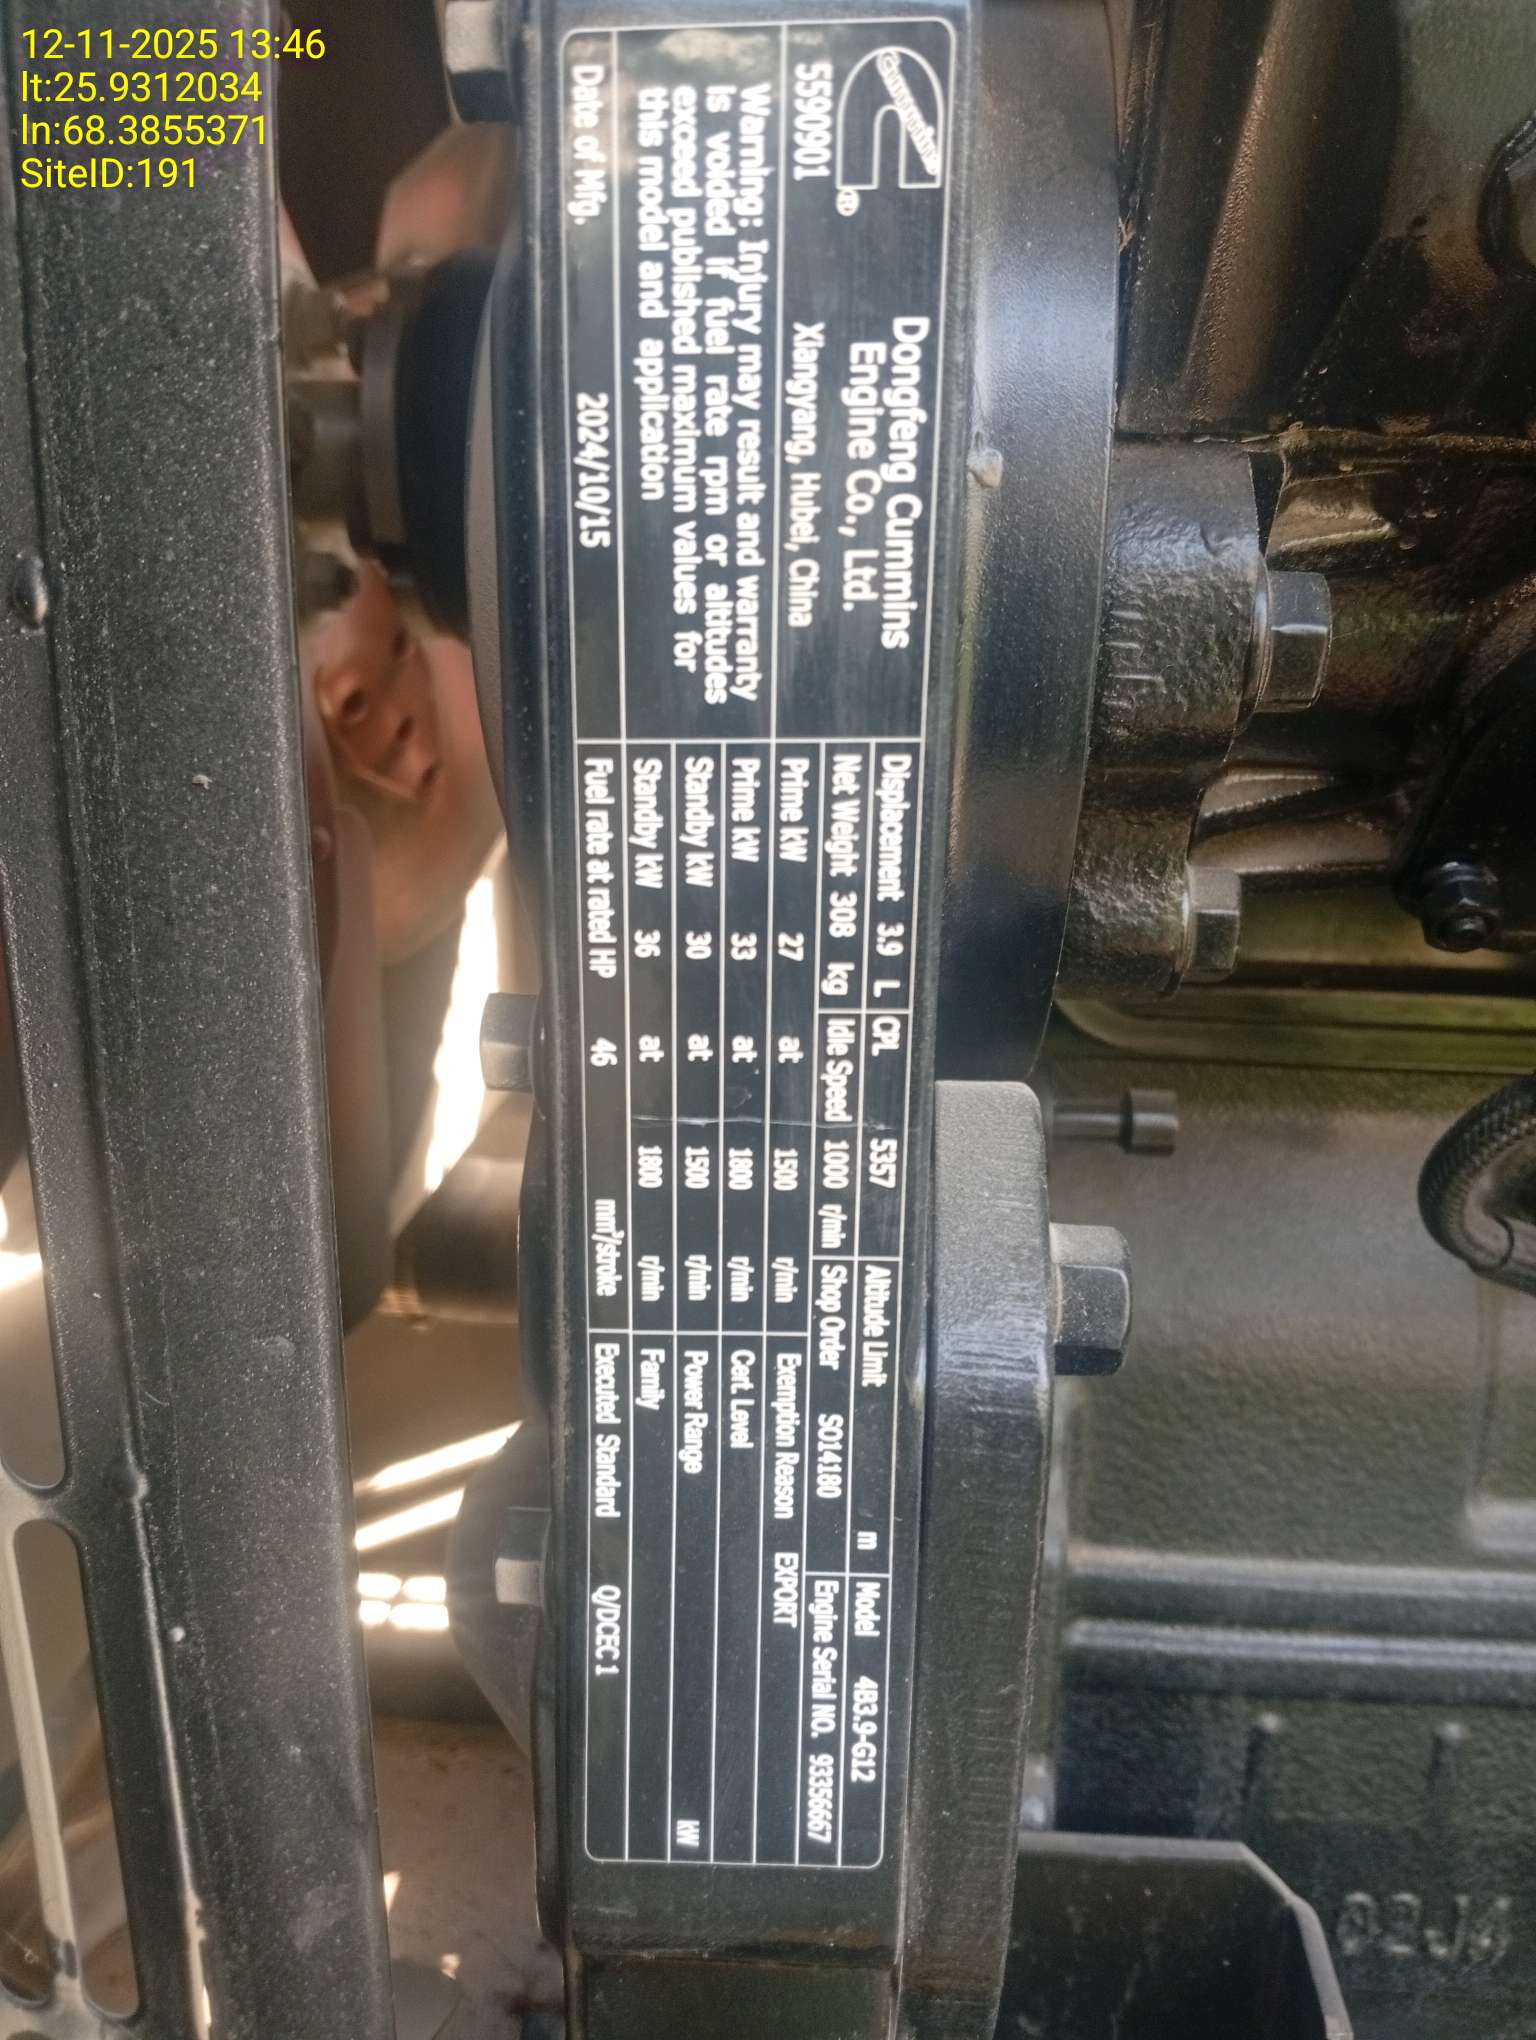 12-11-2025 13:46
lt:25.9312034
ln:68.3855371
SiteID:191
Cummins
®
5590901
Dongfeng Cummins
Engine Co., Ltd.
Xiangyang, Hubei, China
Warning: Injury may result and warranty
is voided if fuel rate rpm or altitudes
exceed published maximum values for
this model and application
Date of Mfg. 2024/10/15
Displacement 3.9 L CPL 5357 Altitude Limit m Model 4B3.9-G12
Net Weight 308 kg Idle Speed 1000 r/min Shop Order SO14180 Engine Serial NO. 93356667
Prime kW 27 at 1500 r/min Exemption Reason EXPORT
Prime kW 33 at 1800 r/min Cert. Level
Standby kW 30 at 1500 r/min Power Range kW
Standby kW 36 at 1800 r/min Family
Fuel rate at rated HP 46 mm³/stroke Executed Standard Q/DCEC1